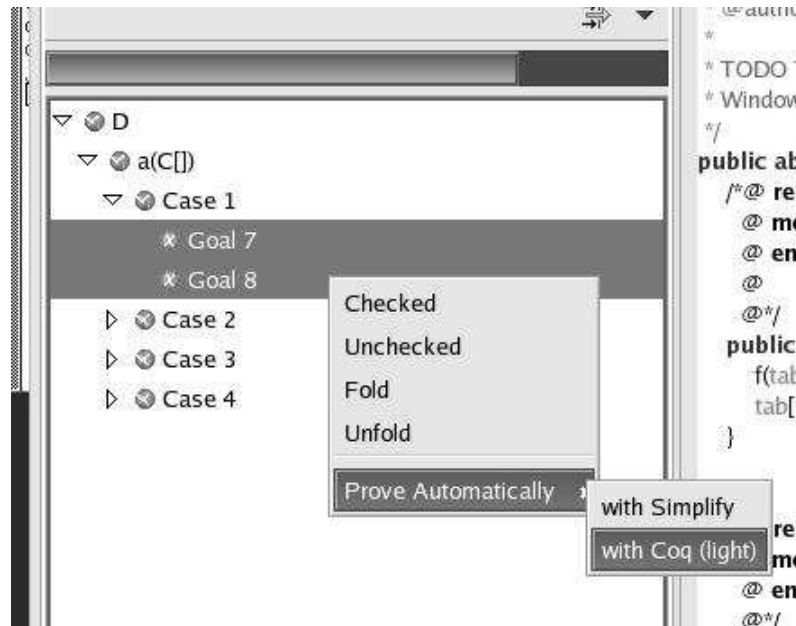 D
a(C[])
Case 1
Goal 7
Goal 8
Case 2
Case 3
Case 4
Checked
Unchecked
Fold
Unfold
Prove Automatically
with Simplify
with Coq (light)
* @autho
*
* TODO
* Window
*/
public ab
/*@ re
@ mo
@ en
@
@*/
public
f(tab
tab[
}
re
mo
@ en
@*/